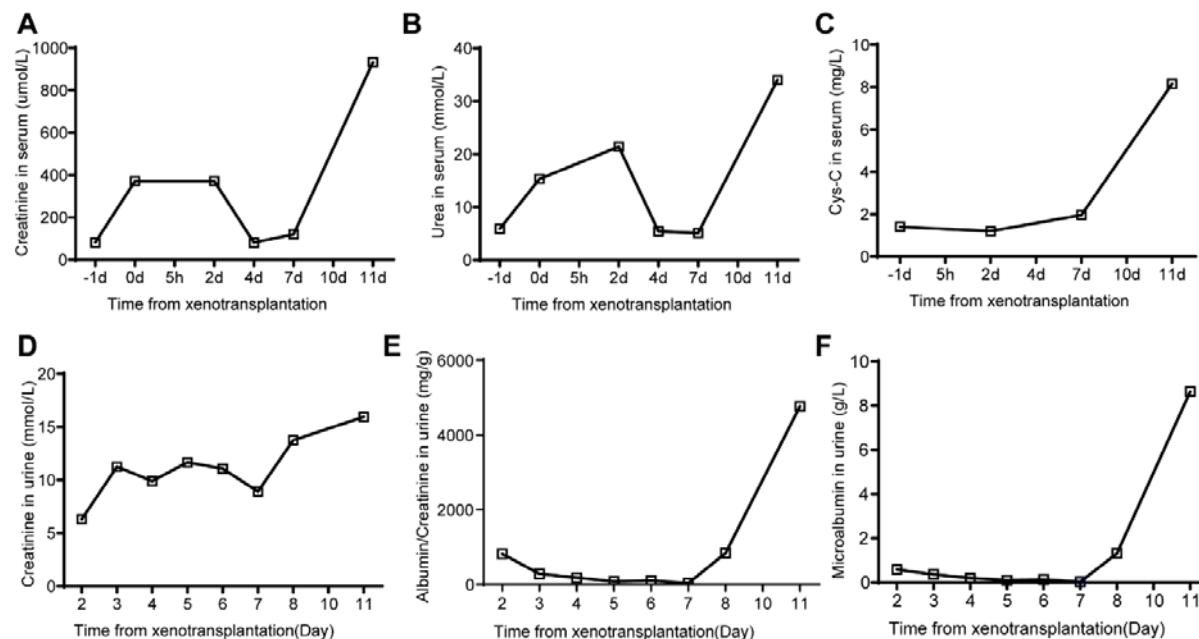 A
Creatinine in serum (umol/L)
1000
800
600
400
200
0
-1d 0d 5h 2d 4d 7d 10d 11d
Time from xenotransplantation
B
Urea in serum (mmol/L)
40
30
20
10
0
-1d 0d 5h 2d 4d 7d 10d 11d
Time from xenotransplantation
C
Cys-C in serum (mg/L)
10
8
6
4
2
0
-1d 5h 2d 4d 7d 10d 11d
Time from xenotransplantation
D
Creatinine in urine (mmol/L)
20
15
10
5
0
2 3 4 5 6 7 8 10 11
Time from xenotransplantation(Day)
E
Albumin/Creatinine in urine (mg/g)
6000
4000
2000
0
2 3 4 5 6 7 8 10 11
Time from xenotransplantation(Day)
F
Microalbumin in urine (g/L)
10
8
6
4
2
0
2 3 4 5 6 7 8 10 11
Time from xenotransplantation(Day)